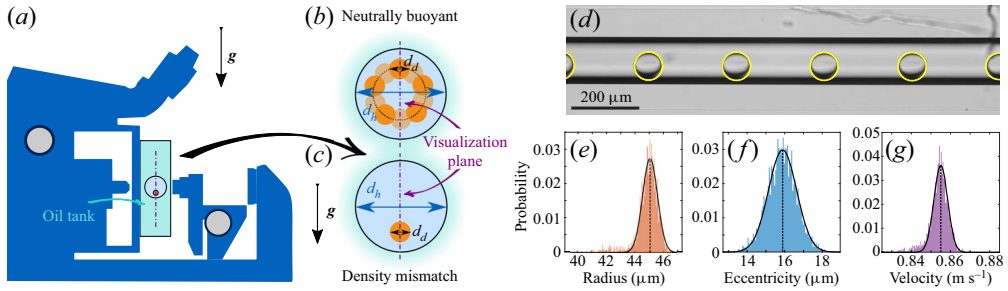 (a)
g
Oil tank
(b)
Neutrally buoyant
d_d
d_h
Visualization
plane
(c)
d_h
g
d_d
Density mismatch
(d)
200 μm
(e)
Probability
0.03
0.02
0.01
0
40 42 44 46
Radius (μm)
(f)
0.03
0.02
0.01
0
14 16 18
Eccentricity (μm)
(g)
0.05
0.04
0.03
0.02
0.01
0
0.84 0.86 0.88
Velocity (m s⁻¹)